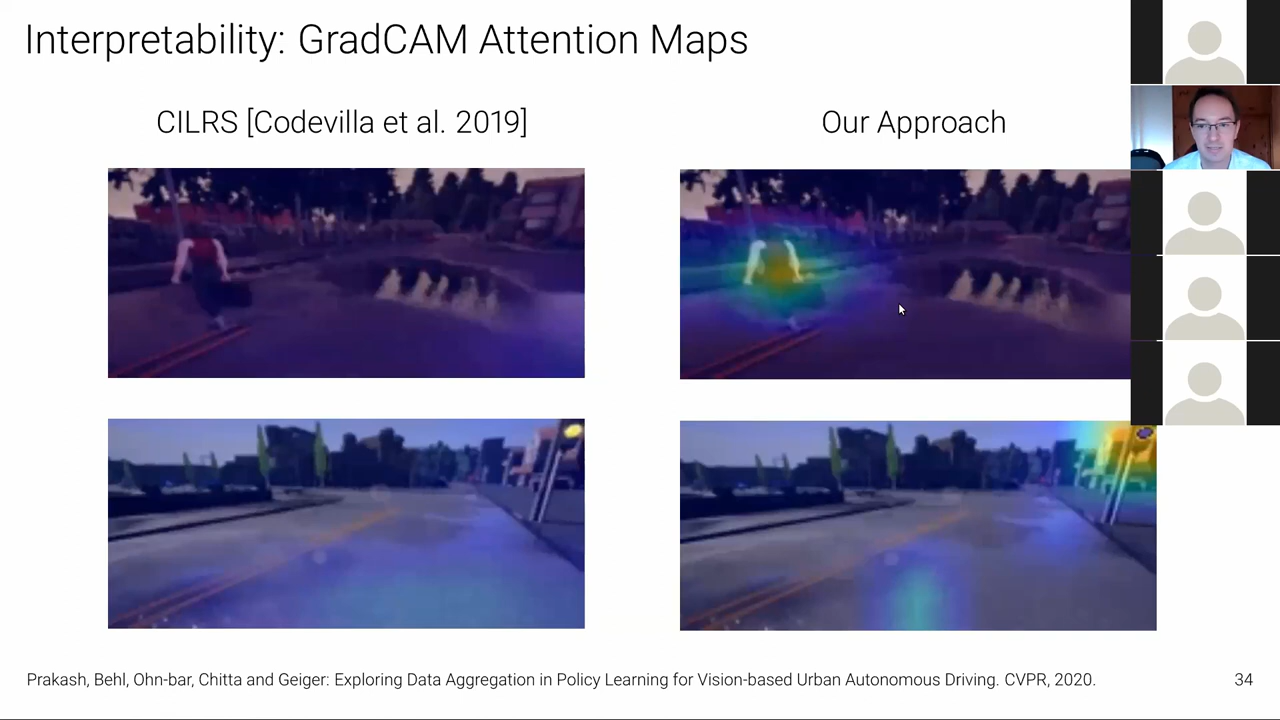 Interpretability: GradCAM Attention Maps
CILRS [Codevilla et al. 2019]
Our Approach
Prakash, Behl, Ohn-bar, Chitta and Geiger: Exploring Data Aggregation in Policy Learning for Vision-based Urban Autonomous Driving. CVPR, 2020.
34